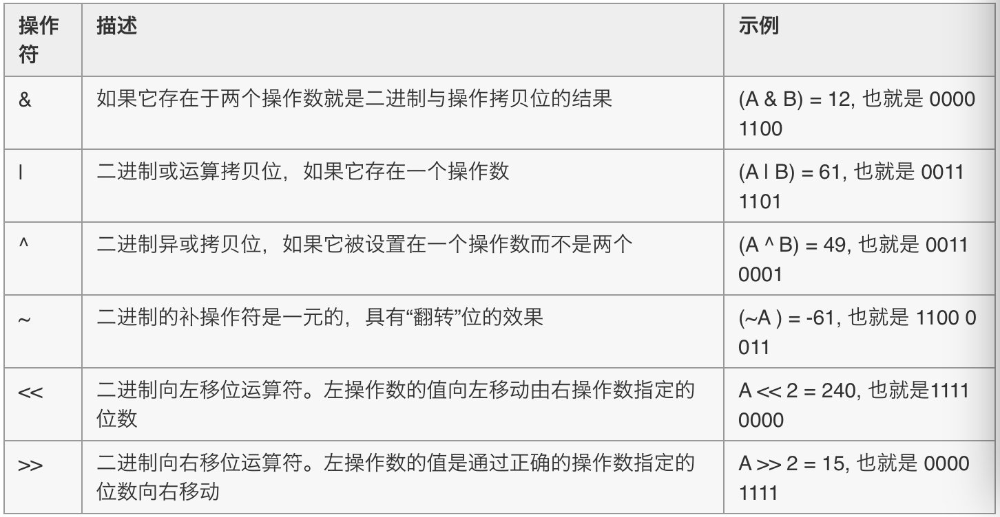 操作
符
描述
示例
&
如果它存在于两个操作数就是二进制与操作拷贝位的结果
(A & B) = 12, 也就是 0000
1100
|
二进制或运算拷贝位，如果它存在一个操作数
(A | B) = 61, 也就是 0011
1101
^
二进制异或拷贝位，如果它被设置在一个操作数而不是两个
(A ^ B) = 49, 也就是 0011
0001
~
二进制的补操作符是一元的，具有“翻转”位的效果
(~A ) = -61, 也就是 1100 0
011
<<
二进制向左移位运算符。左操作数的值向左移动由右操作数指定的
位数
A << 2 = 240, 也就是1111
0000
>>
二进制向右移位运算符。左操作数的值是通过正确的操作数指定的
位数向右移动
A >> 2 = 15, 也就是 0000
1111